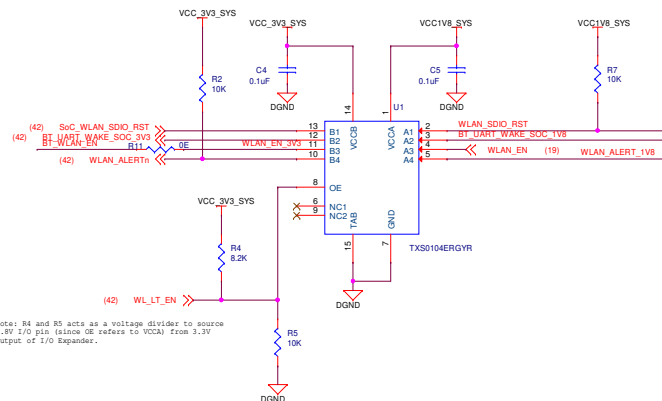 VCC_3V3_SYS
VCC_3V3_SYS
VCC1V8_SYS
VCC1V8_SYS
R2
10K
C4
0.1uF
C5
0.1uF
R7
10K
DGND
DGND
U1
14
1
VCCB
VCCA
(42) SoC_WLAN_SDIO_RST
13
B1
A1
2
WLAN_SDIO_RST
(42) BT_UART_WAKE_SOC_3V3
12
B2
A2
3
BT_UART_WAKE_SOC_1V8
(42) BT_WLAN_EN
R11
0E
WLAN_EN_3V3
11
B3
A3
4
WLAN_EN (19)
(42) WLAN_ALERTn
10
B4
A4
5
WLAN_ALERT_1V8
8
OE
6
NC1
9
NC2
TAB
GND
15
7
TXS0104ERGYR
VCC_3V3_SYS
R4
8.2K
DGND
(42) WL_LT_EN
R5
10K
DGND
ote: R4 and R5 acts as a voltage divider to source
.8V I/O pin (since OE refers to VCCA) from 3.3V
utput of I/O Expander.